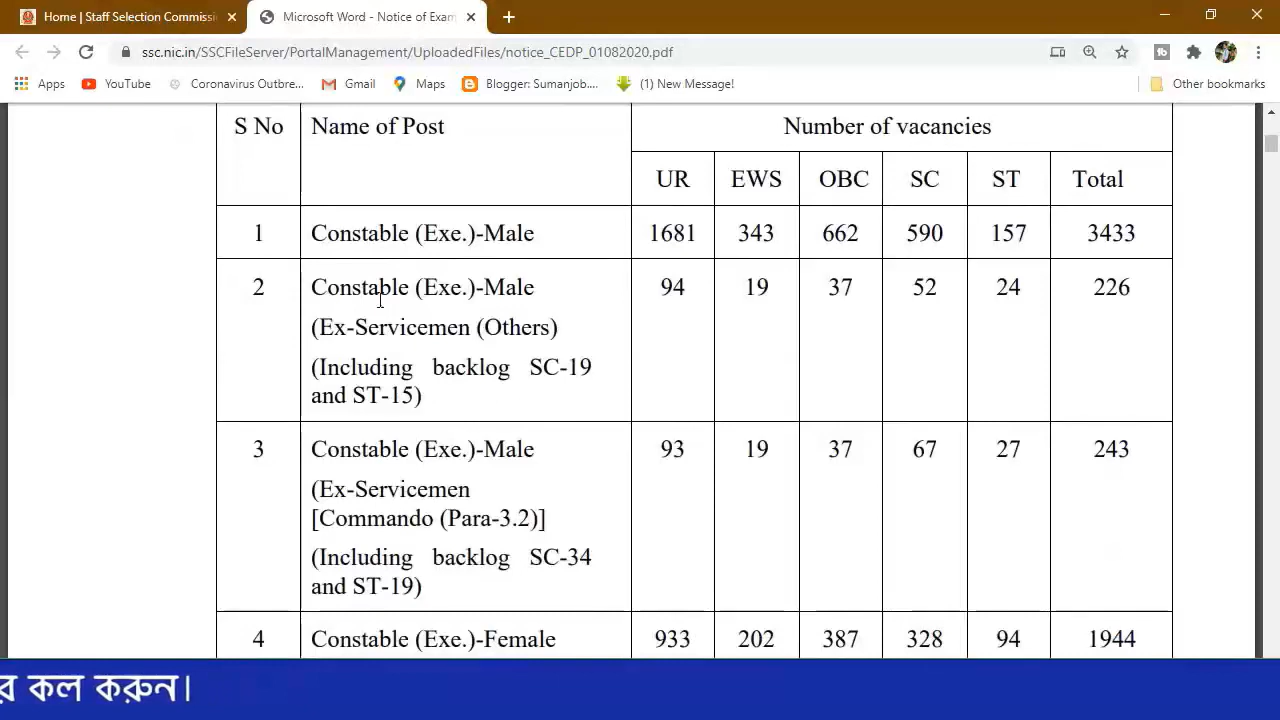 Home | Staff Selection Commissi
Microsoft Word - Notice of Exam
ssc.nic.in/SSCFileServer/PortalManagement/UploadedFiles/notice_CEDP_01082020.pdf
Apps YouTube Coronavirus Outbre... Gmail Maps Blogger: Sumanjob.... (1) New Message! Other bookmarks
S No Name of Post Number of vacancies
UR EWS OBC SC ST Total
1 Constable (Exe.)-Male 1681 343 662 590 157 3433
2 Constable (Exe.)-Male 94 19 37 52 24 226
(Ex-Servicemen (Others)
(Including backlog SC-19
and ST-15)
3 Constable (Exe.)-Male 93 19 37 67 27 243
(Ex-Servicemen
[Commando (Para-3.2)]
(Including backlog SC-34
and ST-19)
4 Constable (Exe.)-Female 933 202 387 328 94 1944
র কল করুন।